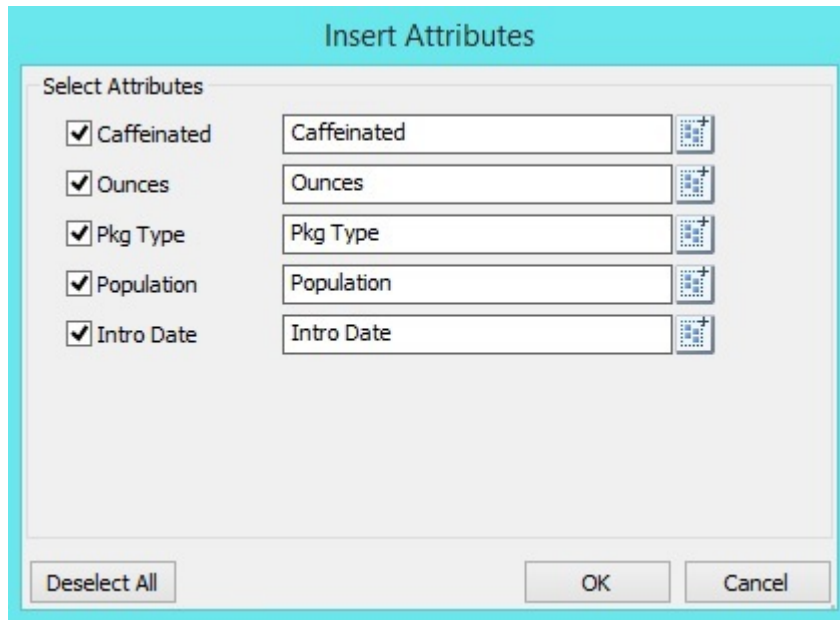 Insert Attributes
Select Attributes
Caffeinated Caffeinated
Ounces Ounces
Pkg Type Pkg Type
Population Population
Intro Date Intro Date
Deselect All OK Cancel